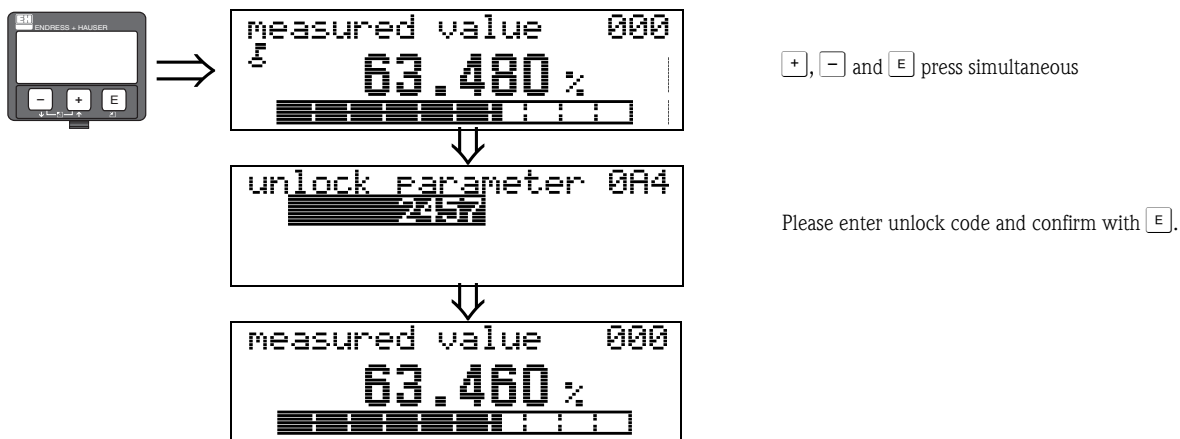 EH
ENDRESS + HAUSER
- + E
measured value 000
63.480 %
+, - and E press simultaneous
unlock parameter 0A4
2457
Please enter unlock code and confirm with E.
measured value 000
63.460 %